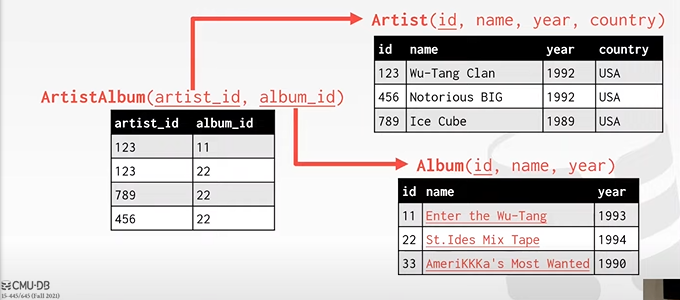 Artist(id, name, year, country)
id name year country
123 Wu-Tang Clan 1992 USA
456 Notorious BIG 1992 USA
789 Ice Cube 1989 USA
ArtistAlbum(artist_id, album_id)
artist_id album_id
123 11
123 22
789 22
456 22
Album(id, name, year)
id name year
11 Enter the Wu-Tang 1993
22 St.Ides Mix Tape 1994
33 AmeriKKKa's Most Wanted 1990
CMU-DB
15-445/645 (Fall 2021)